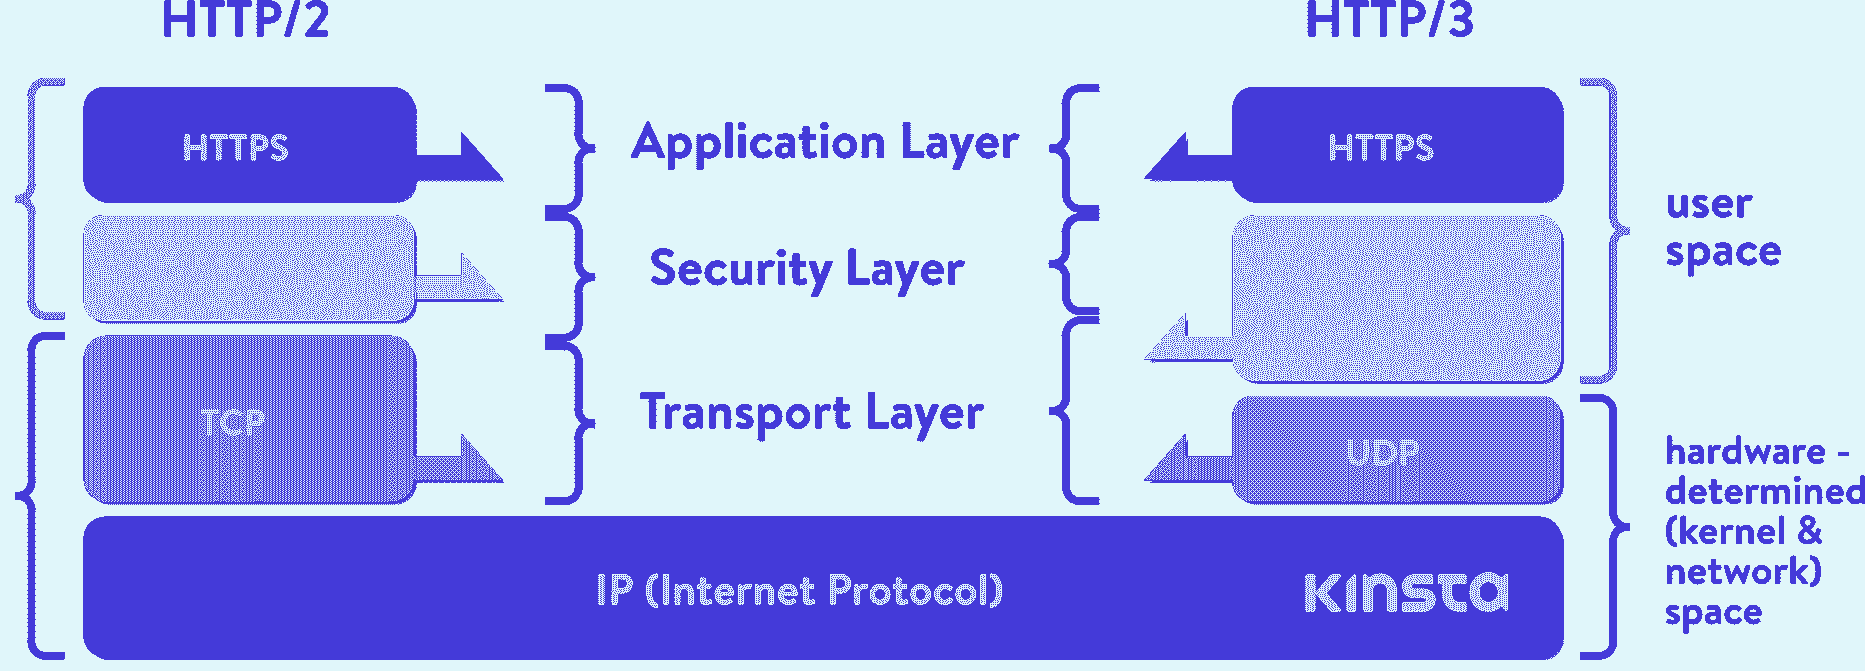 HTTP/2
HTTP/3
HTTPS
Application Layer
HTTPS
user
space
Security Layer
Transport Layer
TCP
UDP
hardware -
determined
(kernel &
network)
space
IP (Internet Protocol)
KINSTA